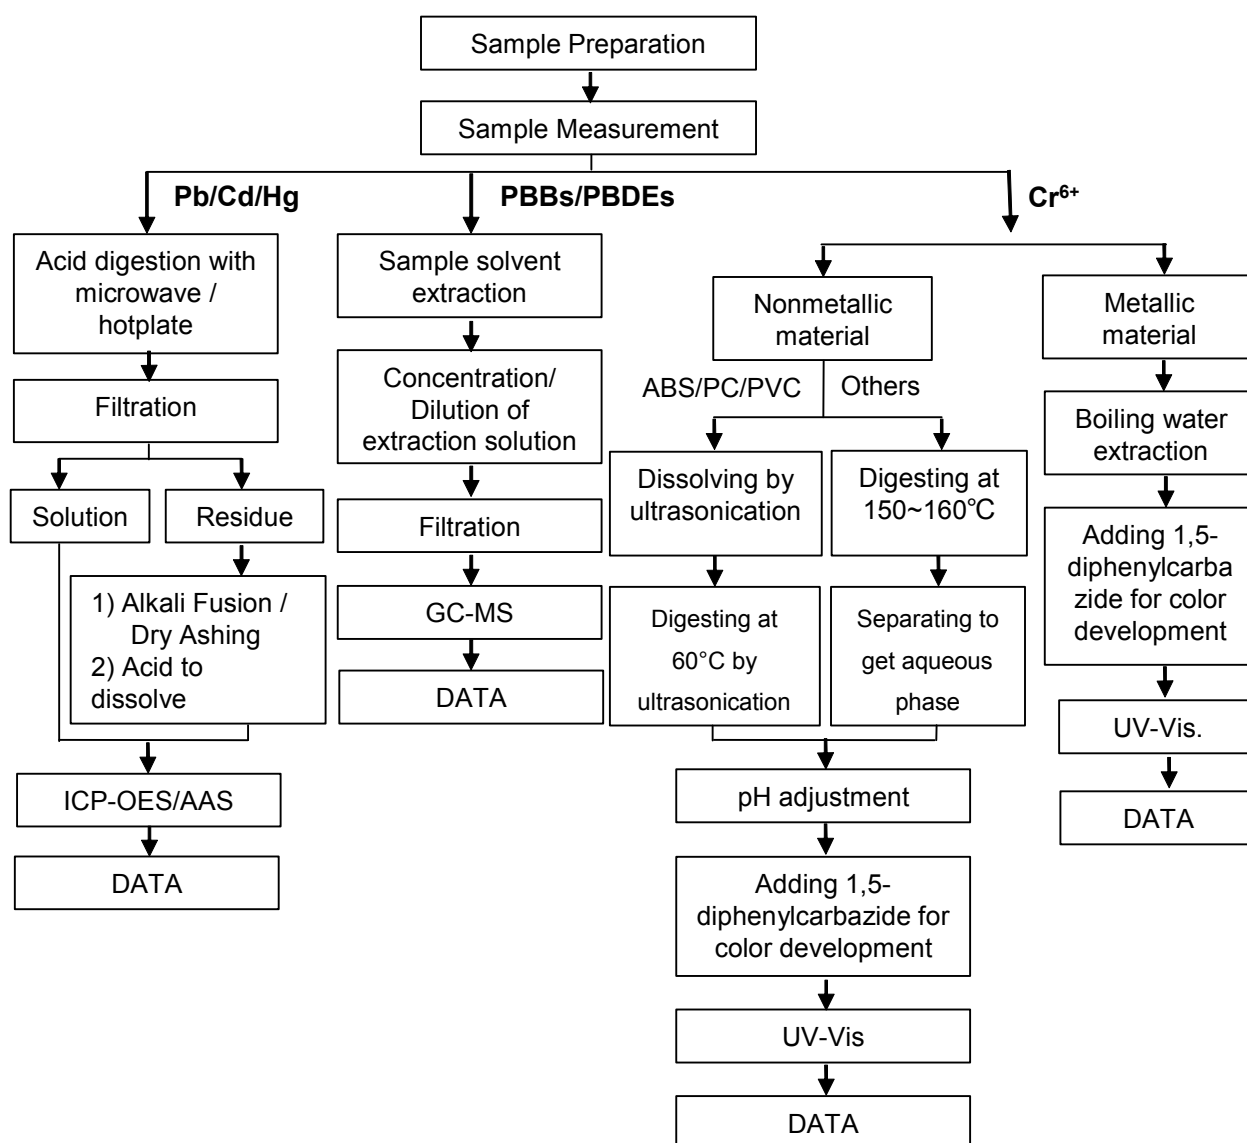 Sample Preparation
Sample Measurement
Pb/Cd/Hg
PBBs/PBDEs
Cr⁶⁺
Acid digestion with
microwave /
hotplate
Filtration
Solution
Residue
1) Alkali Fusion /
Dry Ashing
2) Acid to
dissolve
ICP-OES/AAS
DATA
Sample solvent
extraction
Concentration/
Dilution of
extraction solution
Filtration
GC-MS
DATA
Nonmetallic
material
ABS/PC/PVC
Others
Dissolving by
ultrasonication
Digesting at
60°C by
ultrasonication
Digesting at
150~160℃
Separating to
get aqueous
phase
pH adjustment
Adding 1,5-
diphenylcarbazide for
color development
UV-Vis
DATA
Metallic
material
Boiling water
extraction
Adding 1,5-
diphenylcarba
zide for color
development
UV-Vis.
DATA